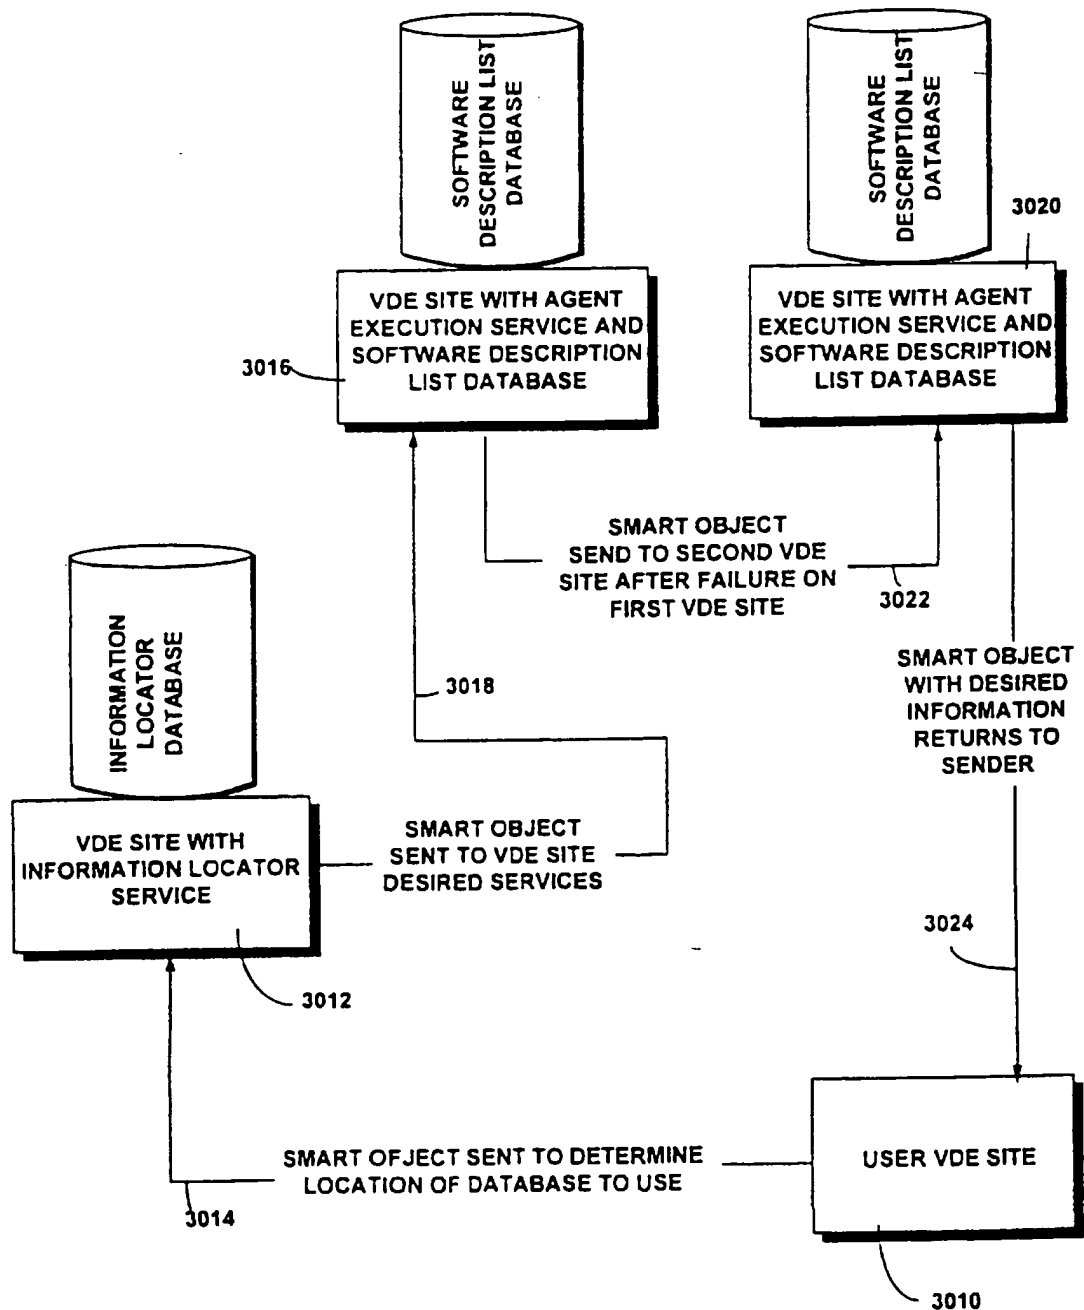 SOFTWARE
DESCRIPTION LIST
DATABASE
SOFTWARE
DESCRIPTION LIST
DATABASE
3020
VDE SITE WITH AGENT
EXECUTION SERVICE AND
SOFTWARE DESCRIPTION
LIST DATABASE
3016
VDE SITE WITH AGENT
EXECUTION SERVICE AND
SOFTWARE DESCRIPTION
LIST DATABASE
SMART OBJECT
SEND TO SECOND VDE
SITE AFTER FAILURE ON
FIRST VDE SITE
3022
INFORMATION
LOCATOR
DATABASE
3018
SMART OBJECT
WITH DESIRED
INFORMATION
RETURNS TO
SENDER
VDE SITE WITH
INFORMATION LOCATOR
SERVICE
SMART OBJECT
SENT TO VDE SITE
DESIRED SERVICES
3024
3012
SMART OFJECT SENT TO DETERMINE
LOCATION OF DATABASE TO USE
3014
USER VDE SITE
3010